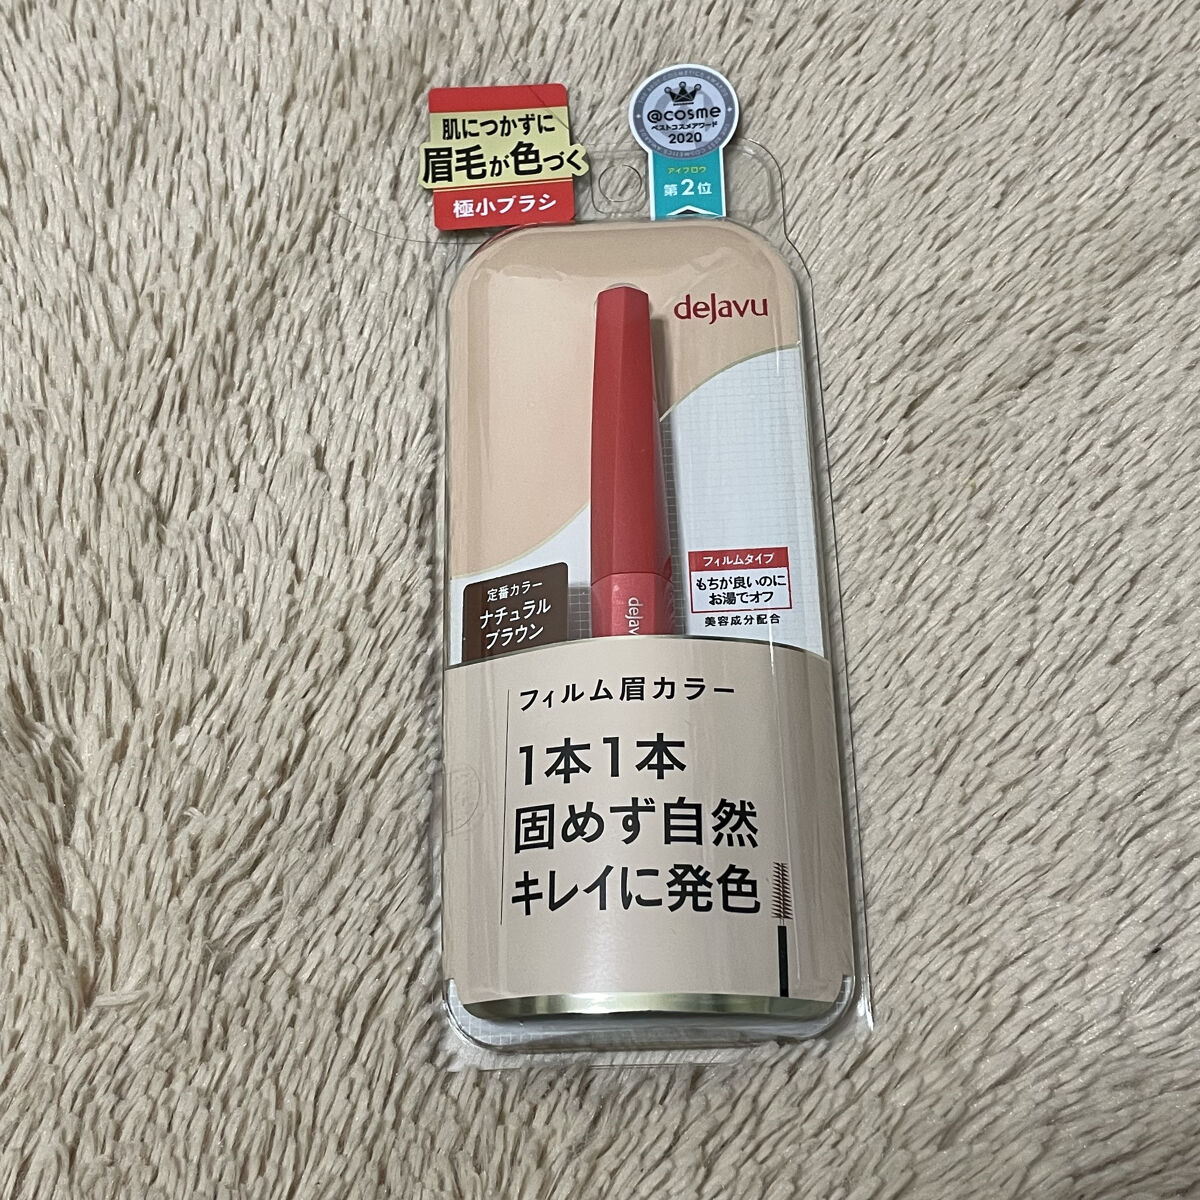 肌につかずに
眉毛が色づく
極小ブラシ
@cosme
ベストコスメアワード
2020
アイブロウ
第2位
dejavu
フィルムタイプ
もちが良いのに
お湯でオフ
美容成分配合
定番カラー
ナチュラル
ブラウン
dejav
フィルム眉カラー
1本1本
固めず自然
キレイに発色